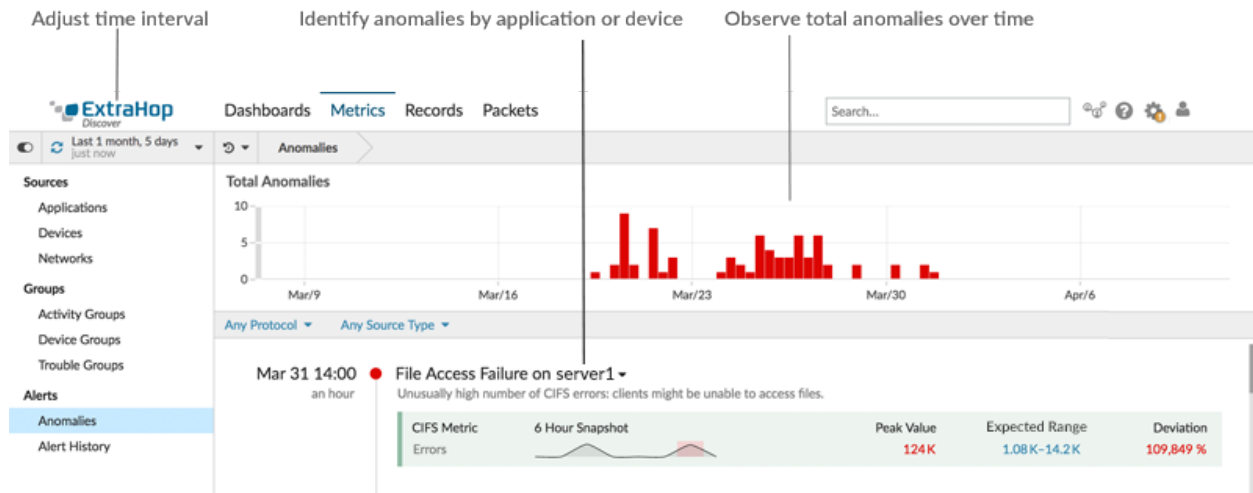 Adjust time interval
Identify anomalies by application or device
Observe total anomalies over time
ExtraHop
Discover
Dashboards Metrics Records Packets
Search...
Last 1 month, 5 days
just now
Anomalies
Sources
Applications
Devices
Networks
Groups
Activity Groups
Device Groups
Trouble Groups
Alerts
Anomalies
Alert History
Total Anomalies
10
5
0
Mar/9 Mar/16 Mar/23 Mar/30 Apr/6
Any Protocol Any Source Type
Mar 31 14:00
an hour
File Access Failure on server1
Unusually high number of CIFS errors: clients might be unable to access files.
CIFS Metric 6 Hour Snapshot Peak Value Expected Range Deviation
Errors 124 K 1.08 K–14.2 K 109,849 %